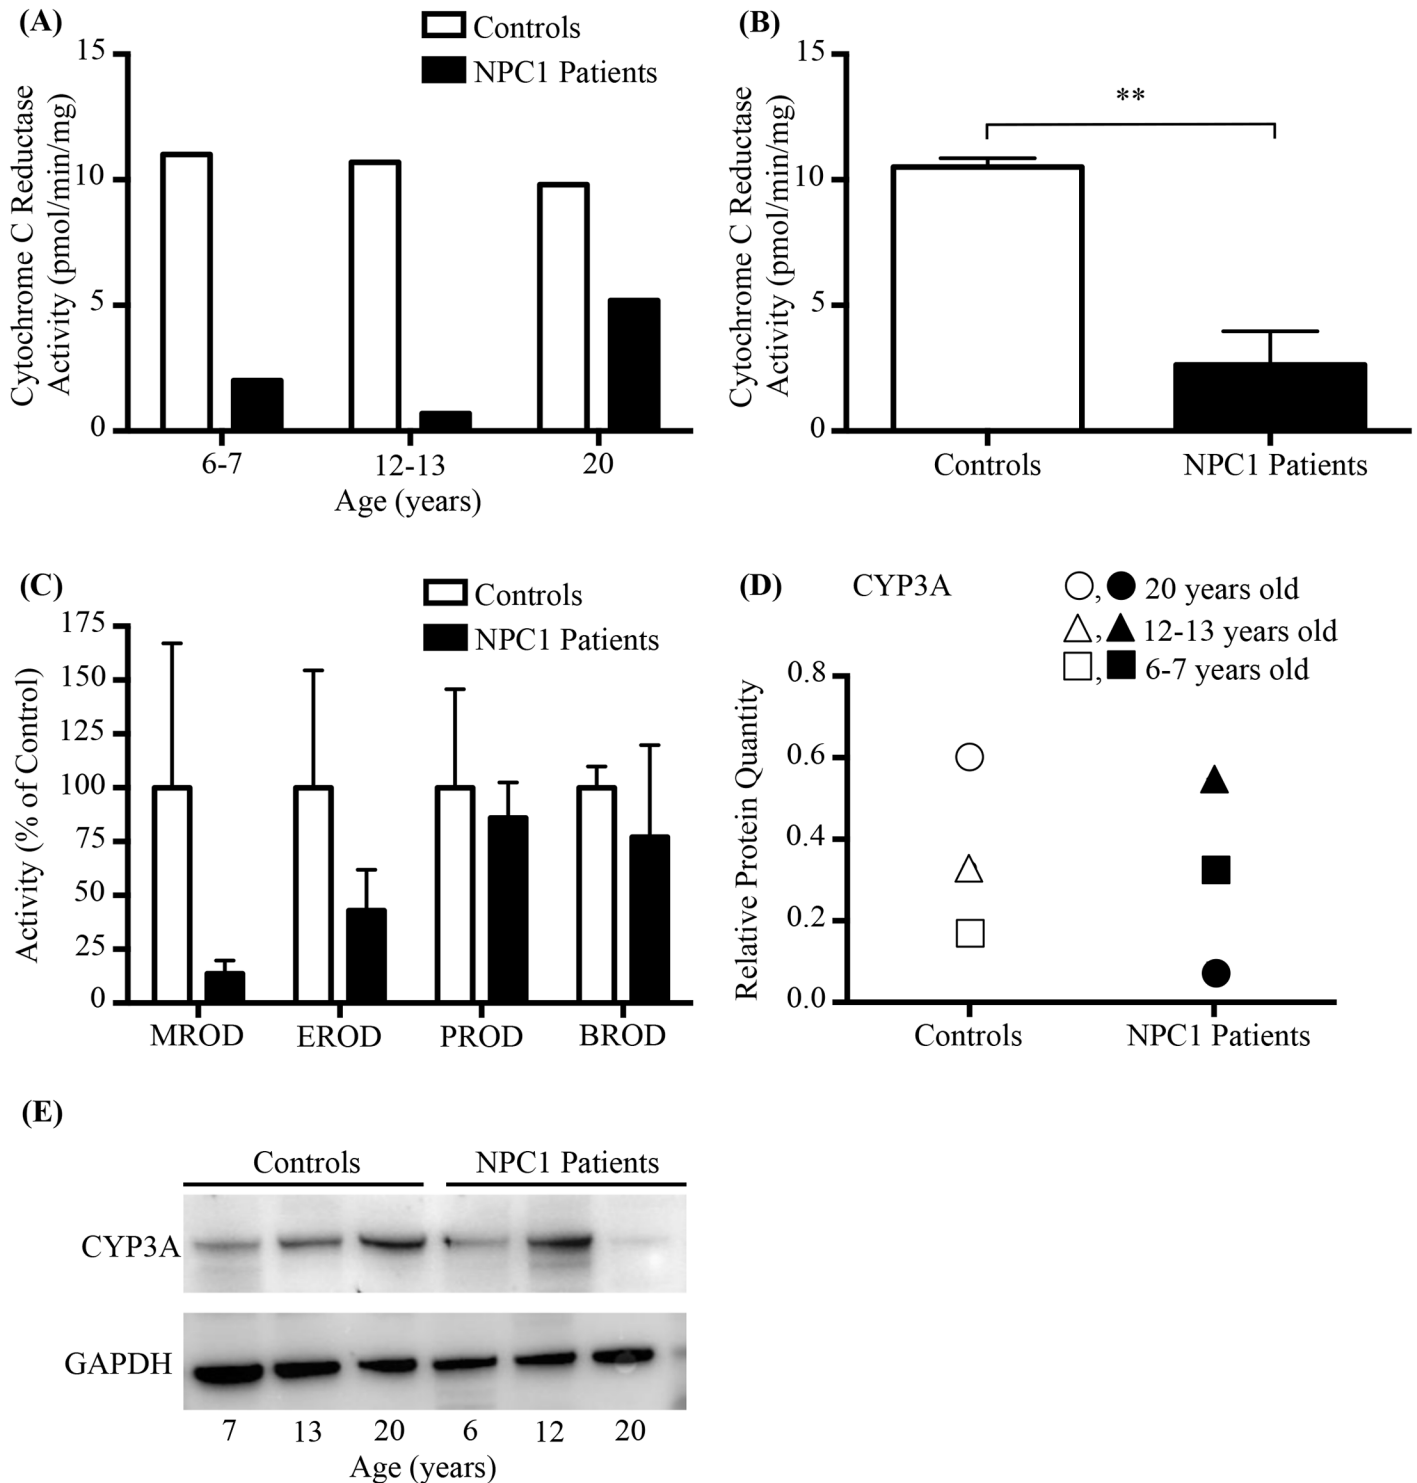 (A)
Controls
NPC1 Patients
Cytochrome C Reductase
Activity (pmol/min/mg)
15
10
5
0
6-7
12-13
20
Age (years)
(B)
Cytochrome C Reductase
Activity (pmol/min/mg)
15
10
5
0
**
Controls
NPC1 Patients
(C)
Controls
NPC1 Patients
Activity (% of Control)
175
150
125
100
75
50
25
0
MROD
EROD
PROD
BROD
(D)
CYP3A
, 20 years old
, 12-13 years old
, 6-7 years old
Relative Protein Quantity
0.8
0.6
0.4
0.2
0.0
Controls
NPC1 Patients
(E)
Controls
NPC1 Patients
CYP3A
GAPDH
7 13 20 6 12 20
Age (years)